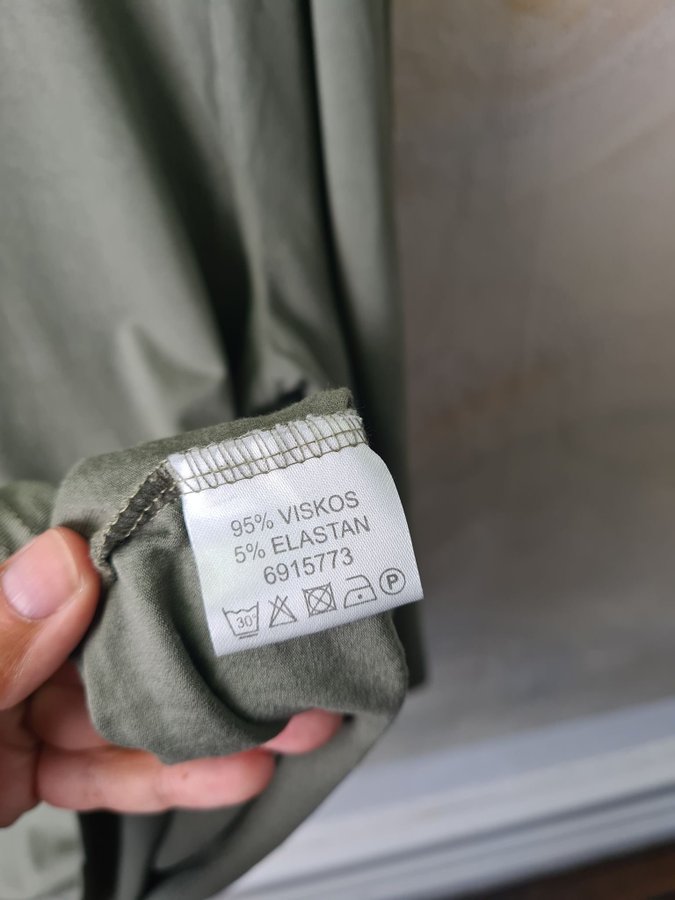 95% VISKOS
5% ELASTAN
6915773
30 P